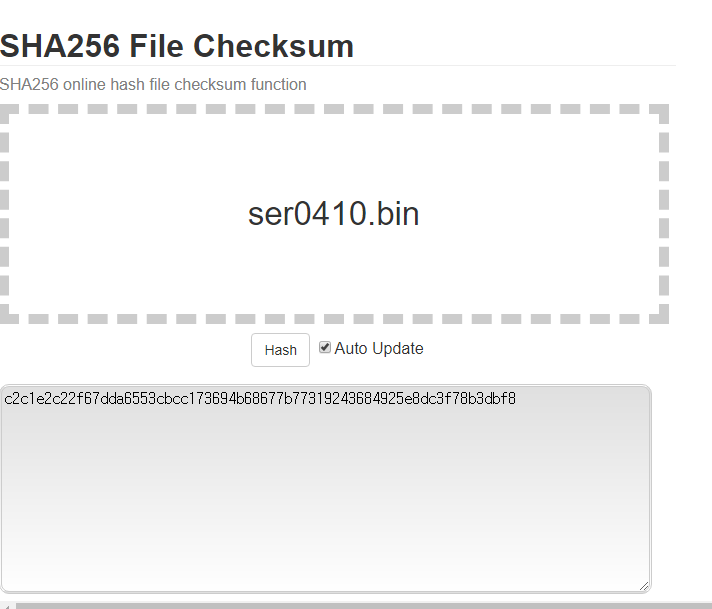 SHA256 File Checksum
SHA256 online hash file checksum function
ser0410.bin
Hash
Auto Update
c2c1e2c22f67dda6553cbcc173694b68677b77319243684925e8dc3f78b3dbf8